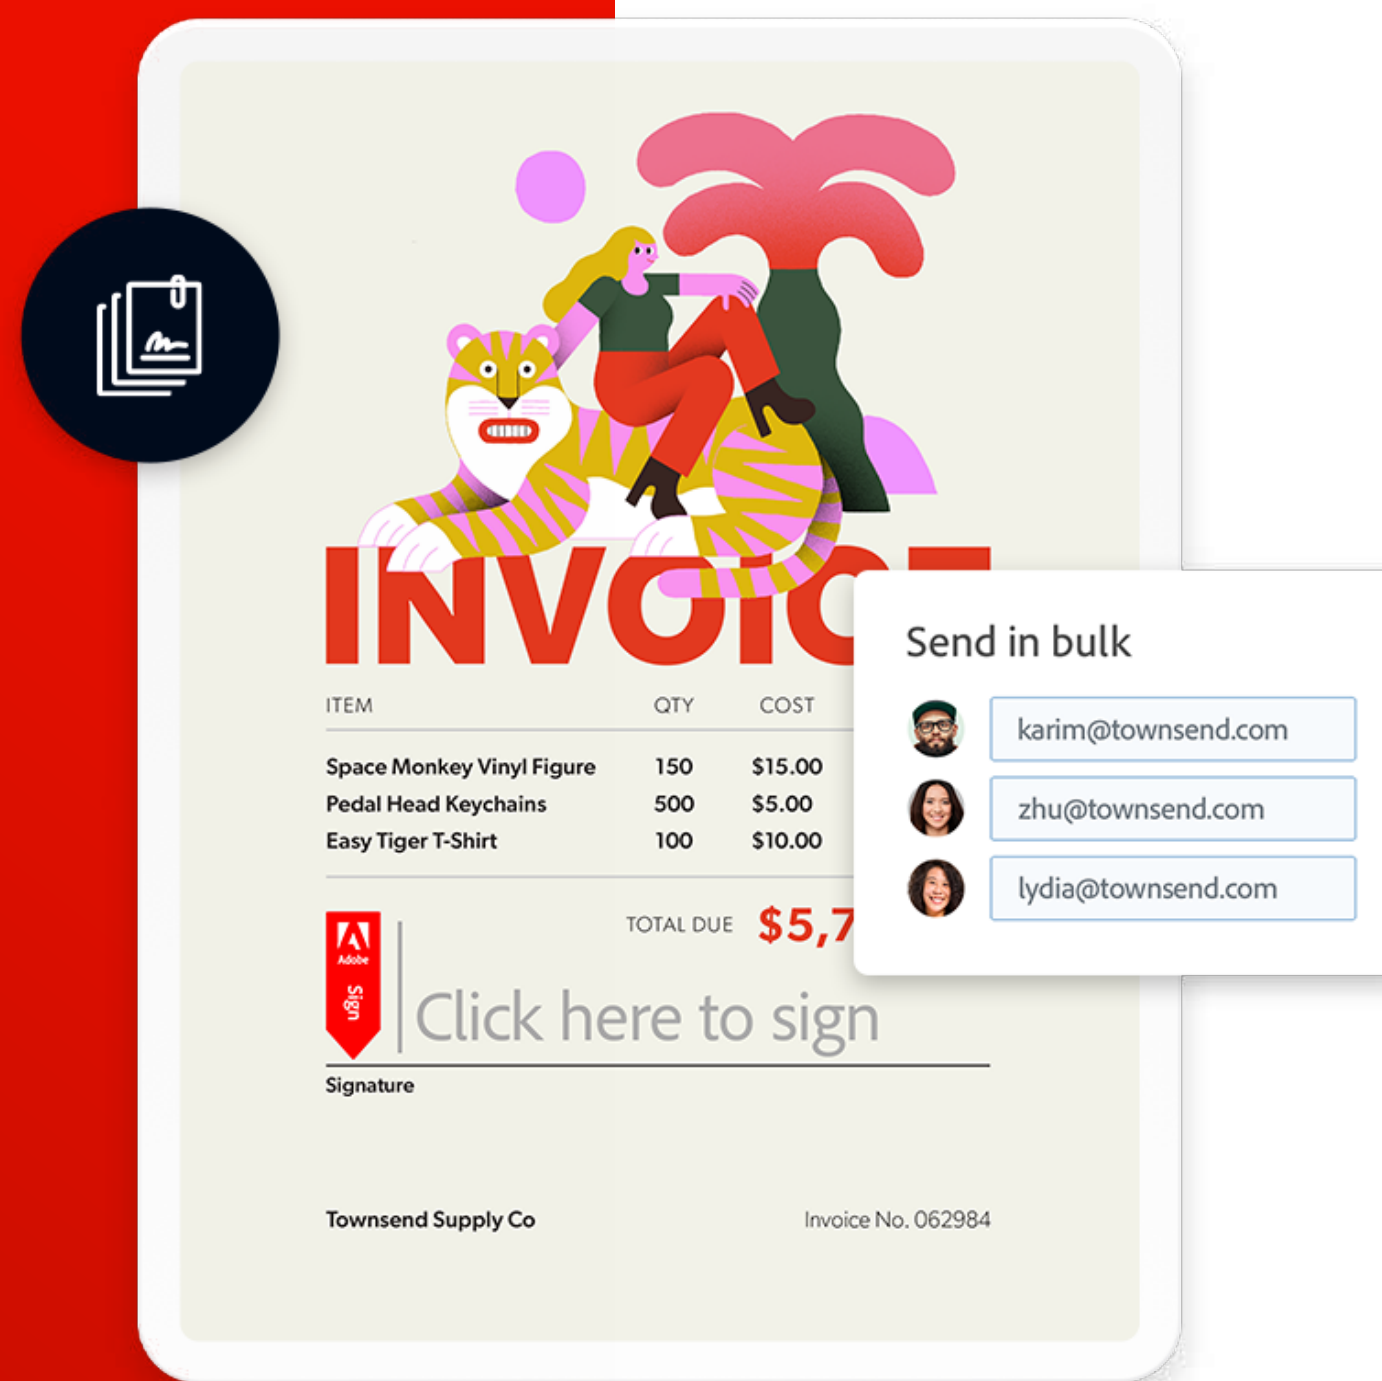 INVOICE
ITEM QTY COST
Space Monkey Vinyl Figure 150 $15.00
Pedal Head Keychains 500 $5.00
Easy Tiger T-Shirt 100 $10.00
TOTAL DUE $5,7
Adobe
Sign
Click here to sign
Signature
Townsend Supply Co Invoice No. 062984
Send in bulk
karim@townsend.com
zhu@townsend.com
lydia@townsend.com